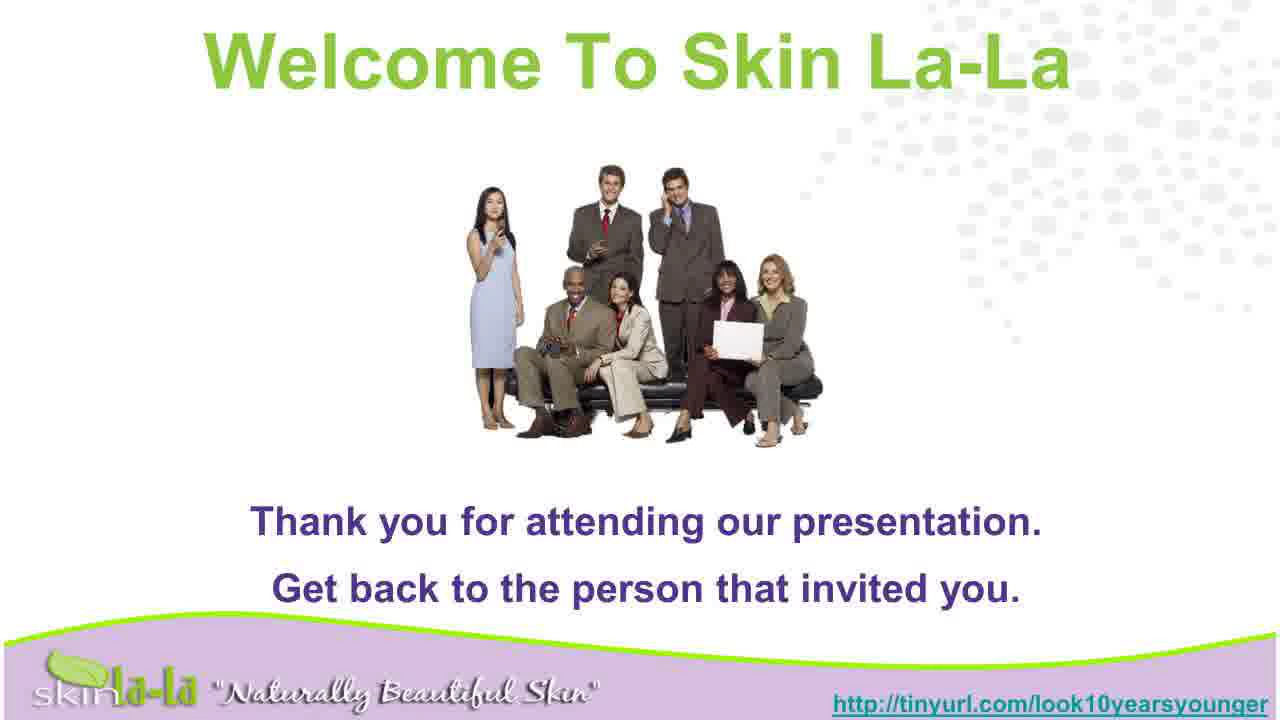 Welcome To Skin La-La
Thank you for attending our presentation.
Get back to the person that invited you.
skin la-la "Naturally Beautiful Skin"
http://tinyurl.com/look10yearsyounger